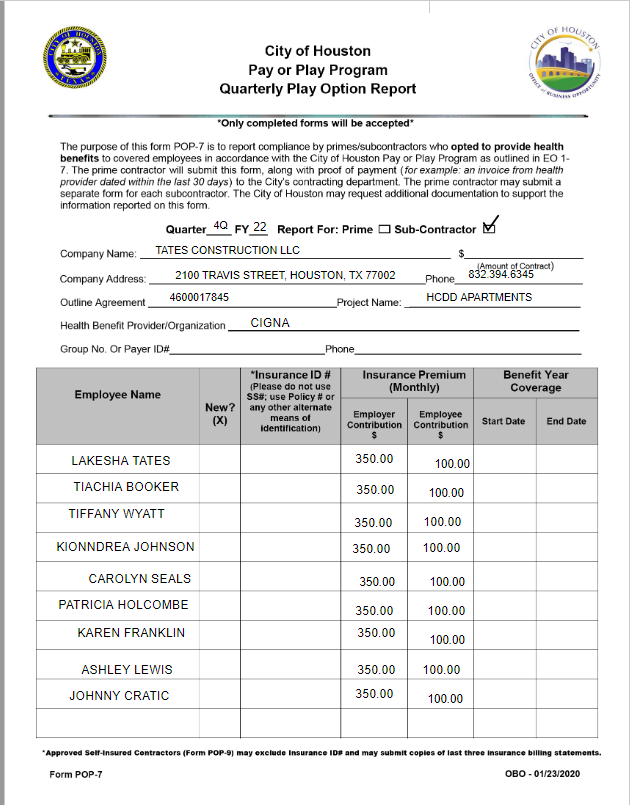 CITY OF HOUSTON
TEXAS
CITY OF HOUSTON
OFFICE OF BUSINESS OPPORTUNITY
City of Houston
Pay or Play Program
Quarterly Play Option Report
*Only completed forms will be accepted*
The purpose of this form POP-7 is to report compliance by primes/subcontractors who opted to provide health
benefits to covered employees in accordance with the City of Houston Pay or Play Program as outlined in EO 1-
7. The prime contractor will submit this form, along with proof of payment (for example: an invoice from health
provider dated within the last 30 days) to the City's contracting department. The prime contractor may submit a
separate form for each subcontractor. The City of Houston may request additional documentation to support the
information reported on this form.
Quarter 4Q FY 22 Report For: Prime ☐ Sub-Contractor ☑
Company Name: TATES CONSTRUCTION LLC $
(Amount of Contract)
Company Address: 2100 TRAVIS STREET, HOUSTON, TX 77002 Phone 832.394.6345
Outline Agreement 4600017845 Project Name: HCDD APARTMENTS
Health Benefit Provider/Organization CIGNA
Group No. Or Payer ID# Phone
Employee Name
New?
(X)
*Insurance ID #
(Please do not use
SS#; use Policy # or
any other alternate
means of
identification)
Insurance Premium
(Monthly)
Employer
Contribution
$
Employee
Contribution
$
Benefit Year
Coverage
Start Date End Date
LAKESHA TATES 350.00 100.00
TIACHIA BOOKER 350.00 100.00
TIFFANY WYATT 350.00 100.00
KIONNDREA JOHNSON 350.00 100.00
CAROLYN SEALS 350.00 100.00
PATRICIA HOLCOMBE 350.00 100.00
KAREN FRANKLIN 350.00 100.00
ASHLEY LEWIS 350.00 100.00
JOHNNY CRATIC 350.00 100.00
*Approved Self-Insured Contractors (Form POP-9) may exclude Insurance ID# and may submit copies of last three insurance billing statements.
Form POP-7 OBO - 01/23/2020